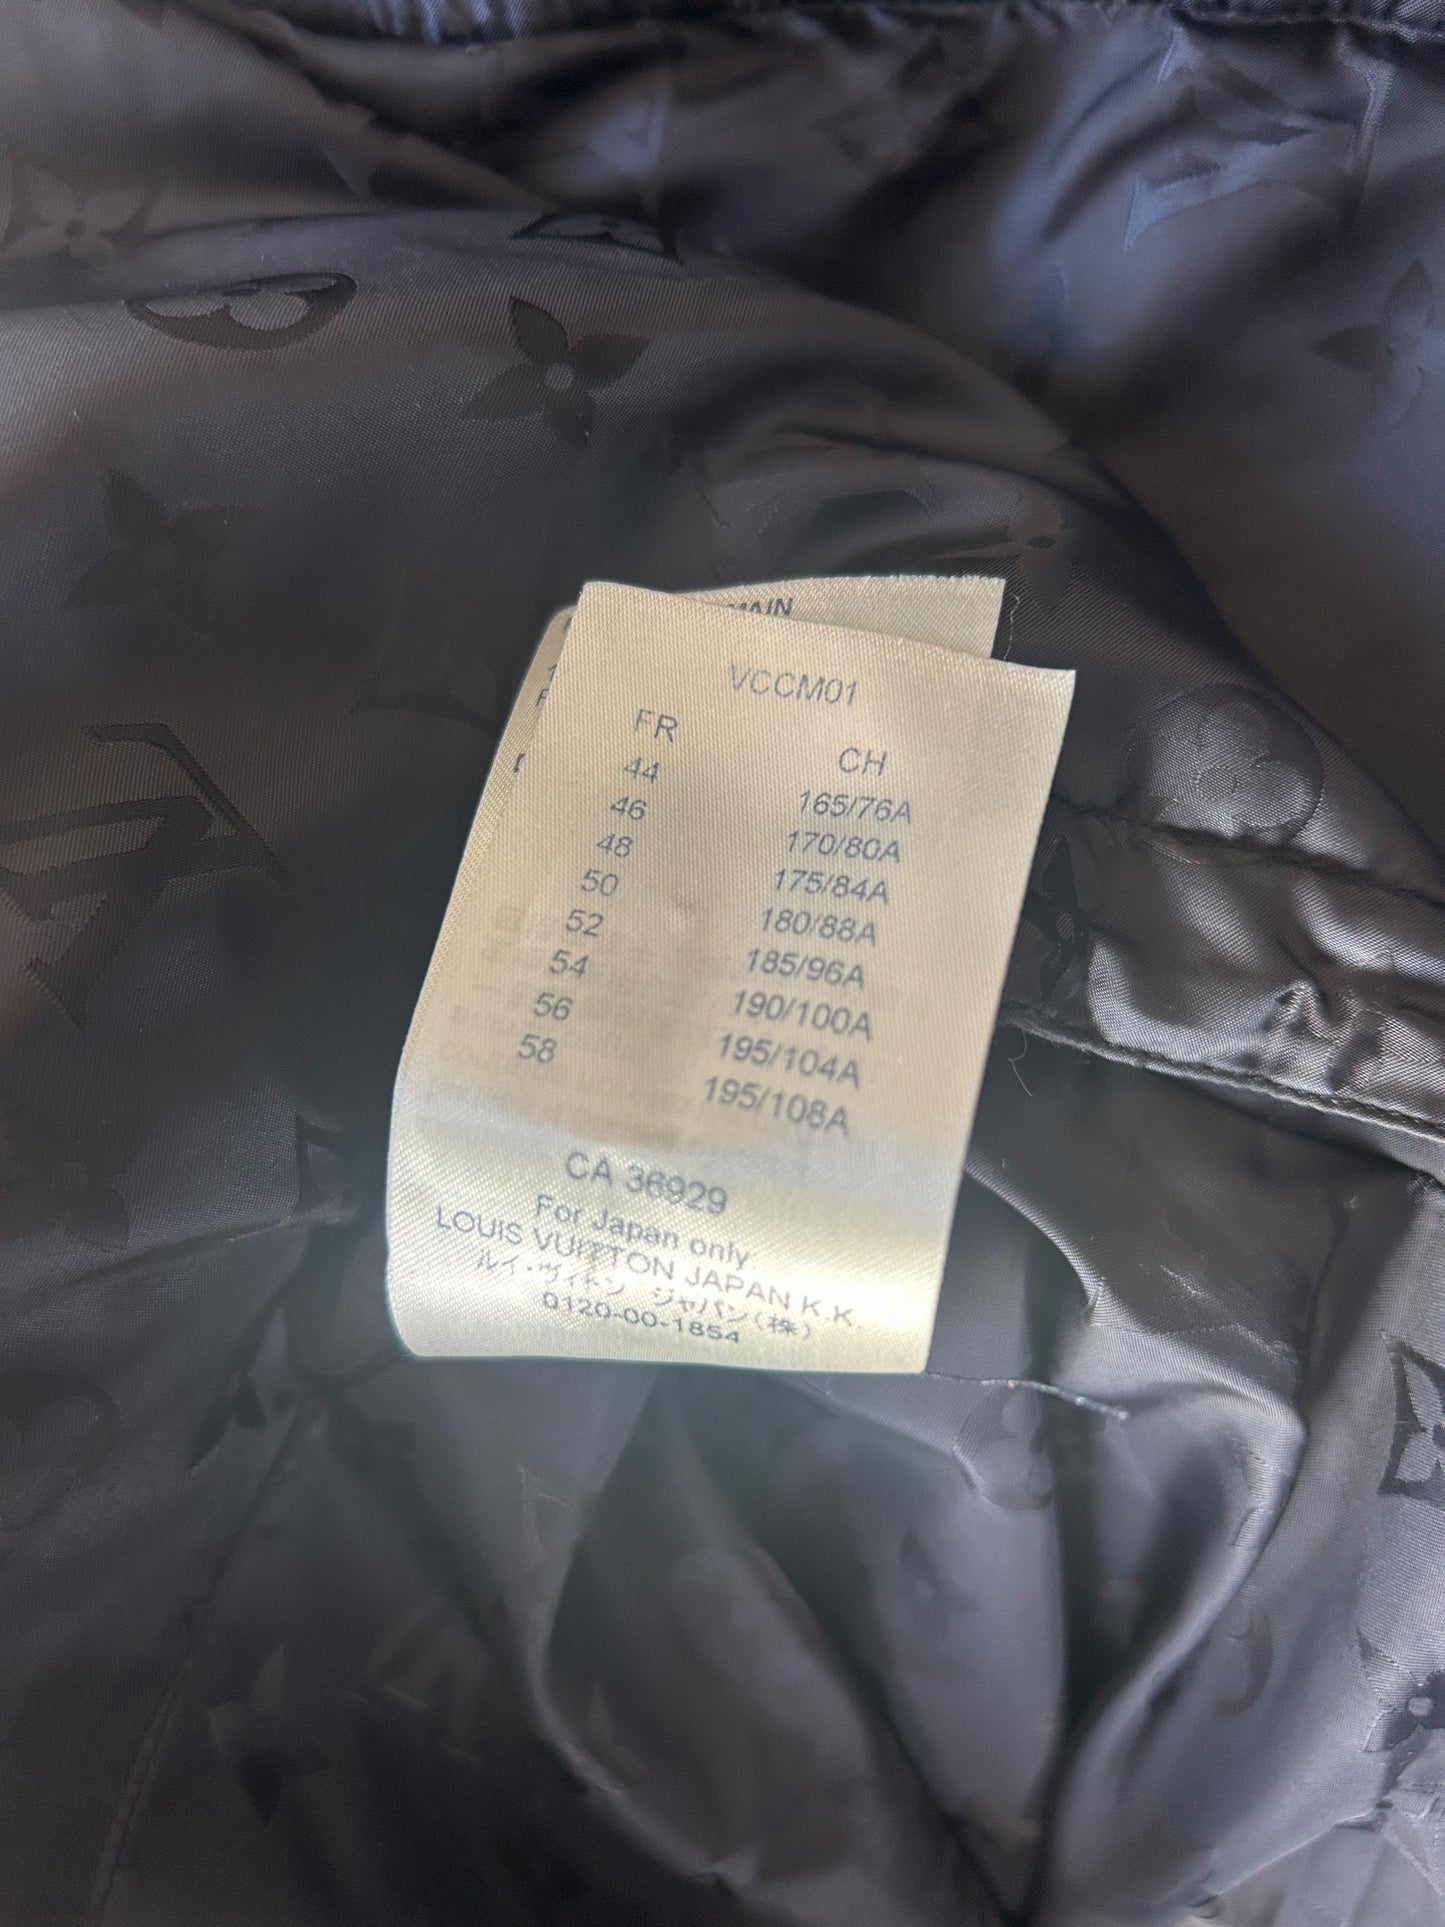 MAIN
VCCM01
FR CH
44 165/76A
46 170/80A
48 175/84A
50 180/88A
52 185/96A
54 190/100A
56 195/104A
58 195/108A
CA 36929
For Japan only
LOUIS VUITTON JAPAN K.K.
ルイ・ヴィトン ジャパン(株)
0120-00-1854